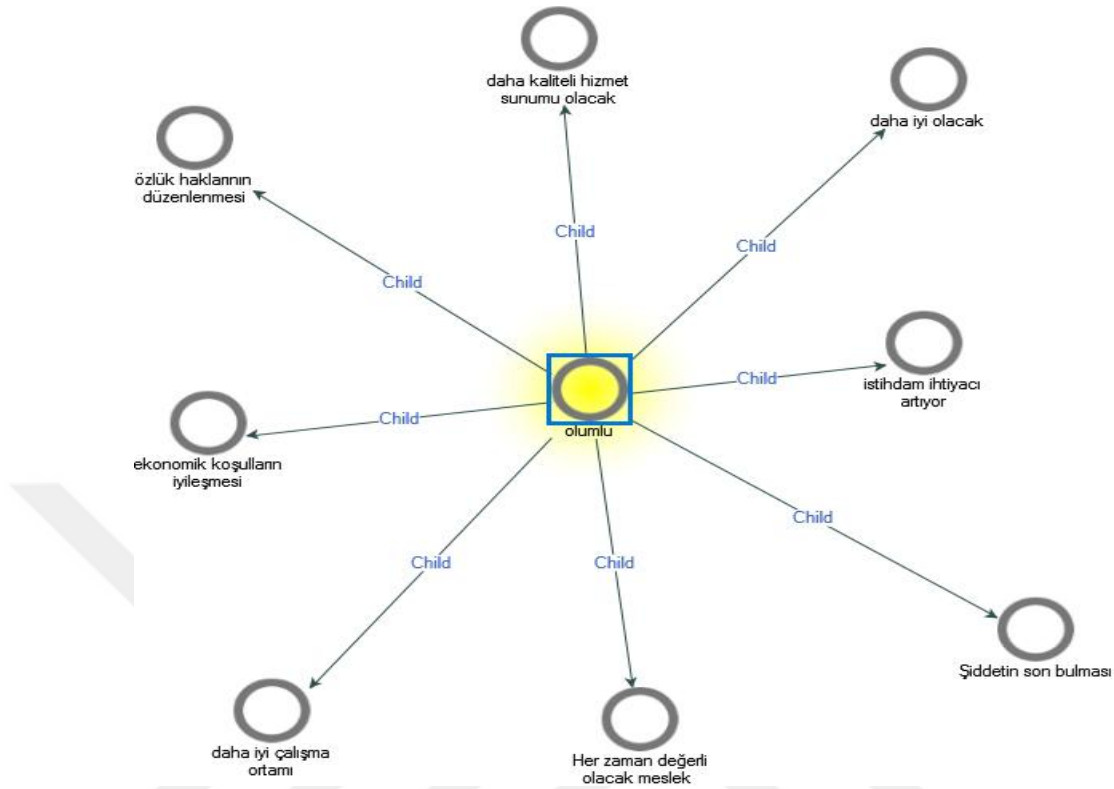 daha kaliteli hizmet
sunumu olacak
daha iyi olacak
özlük haklarının
düzenlenmesi
Child
Child
Child
istihdam ihtiyacı
artıyor
Child
olumlu
Child
ekonomik koşulların
iyileşmesi
Child
Child
Child
Şiddetin son bulması
daha iyi çalışma
ortamı
Her zaman değerli
olacak meslek